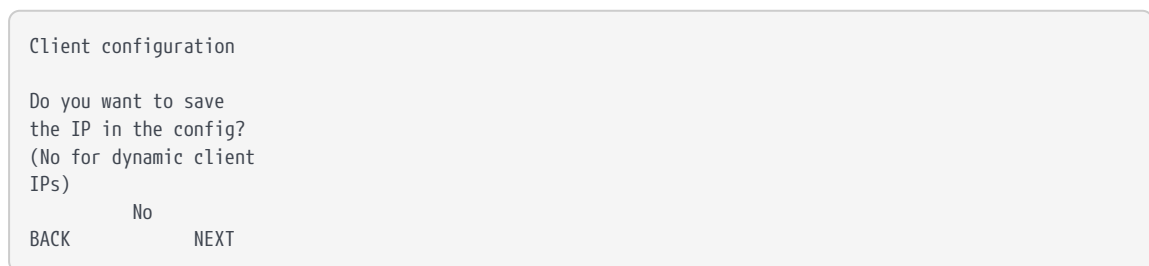 Client configuration
Do you want to save
the IP in the config?
(No for dynamic client
IPs)
No
BACK NEXT